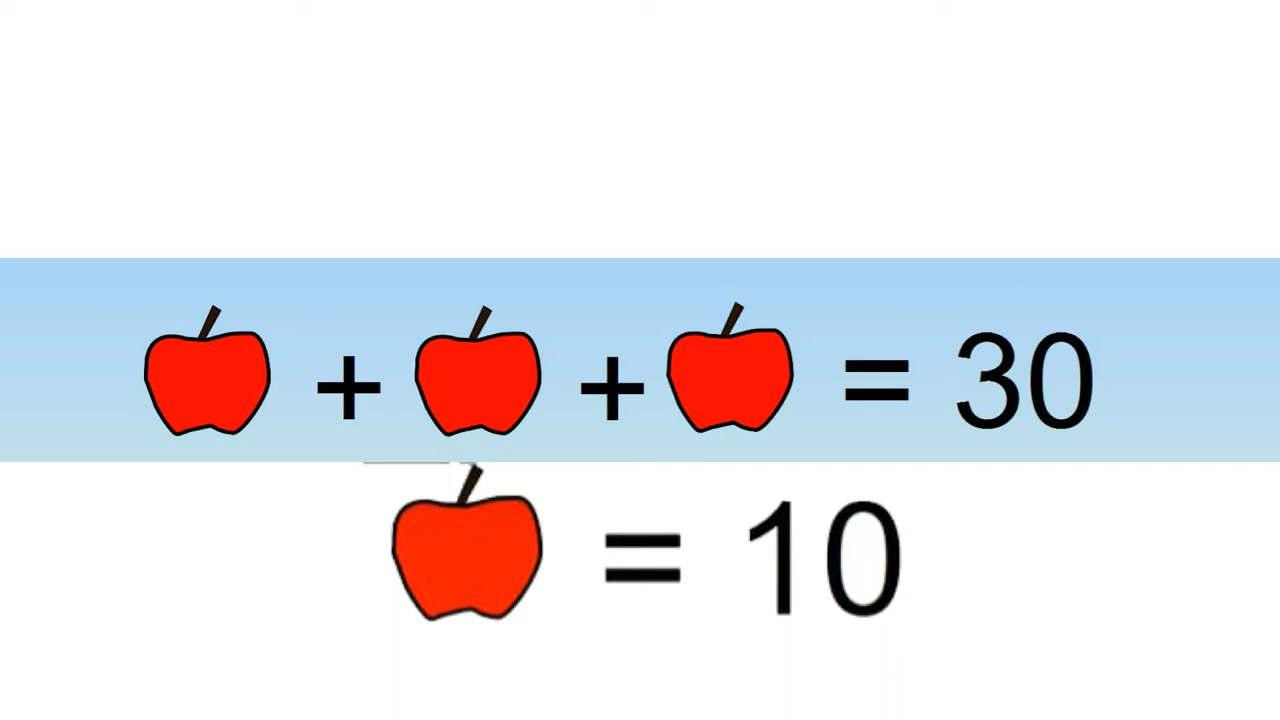 + + = 30
= 10